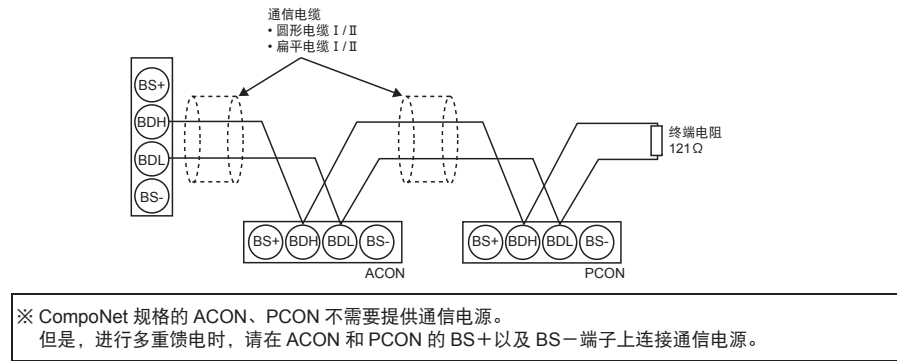 通信电缆
• 圆形电缆 Ⅰ/Ⅱ
• 扁平电缆 Ⅰ/Ⅱ
BS+
BDH
BDL
BS-
终端电阻
121Ω
BS+ BDH BDL BS-
ACON
BS+ BDH BDL BS-
PCON
※ CompoNet 规格的 ACON、PCON 不需要提供通信电源。
但是，进行多重馈电时，请在 ACON 和 PCON 的 BS＋以及 BS－端子上连接通信电源。